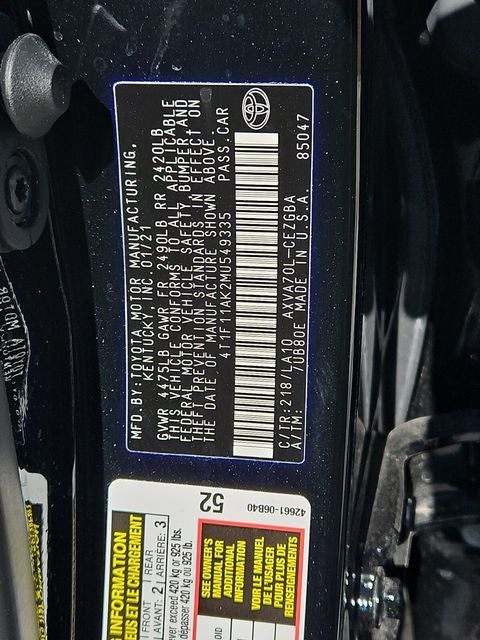 MFD.BY:TOYOTA MOTOR MANUFACTURING,
KENTUCKY, INC. 01/21
GVWR 4475LB GAWR FR 2490LB RR 2420LB
THIS VEHICLE CONFORMS TO ALL APPLICABLE
FEDERAL MOTOR VEHICLE SAFETY, BUMPER, AND
THEFT PREVENTION STANDARDS IN EFFECT ON
THE DATE OF MANUFACTURE SHOWN ABOVE.
4T1F11AK2MU549335 PASS.CAR
C/TR:218/LA10 AXVA70L-CEZGBA
A/TM: 70B80E MADE IN U.S.A. 85047
INFORMATION
US ET LE CHARGEMENT
FRONT
AVANT: 2
REAR
ARRIÈRE: 3
exceed 420 kg or 925 lbs.
dépasser 420 kg ou 925 lb.
52
42661-06B40
SEE OWNER'S
MANUAL FOR
ADDITIONAL
INFORMATION
VOIR LE MANUEL
DE L'USAGER
POUR PLUS DE
RENSEIGNEMENTS